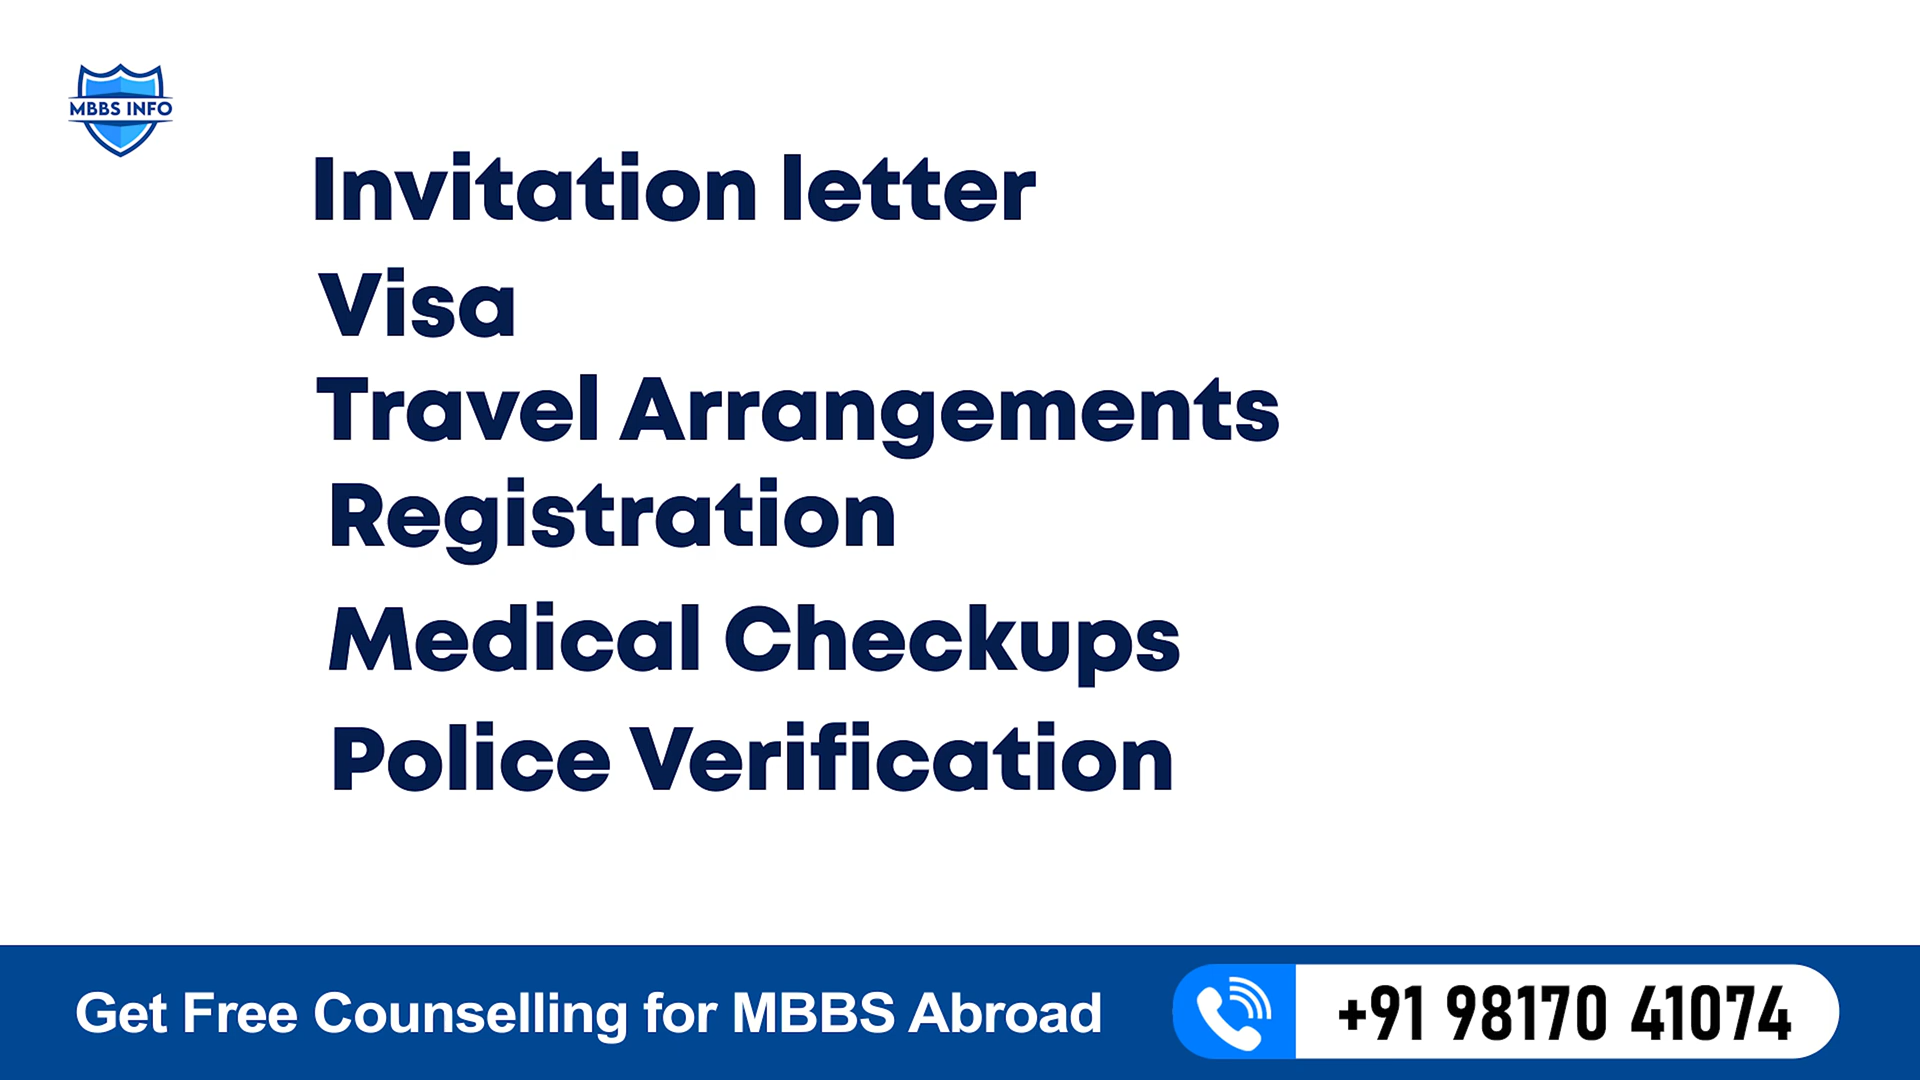 MBBS INFO
Invitation letter
Visa
Travel Arrangements
Registration
Medical Checkups
Police Verification
Get Free Counselling for MBBS Abroad
+91 98170 41074